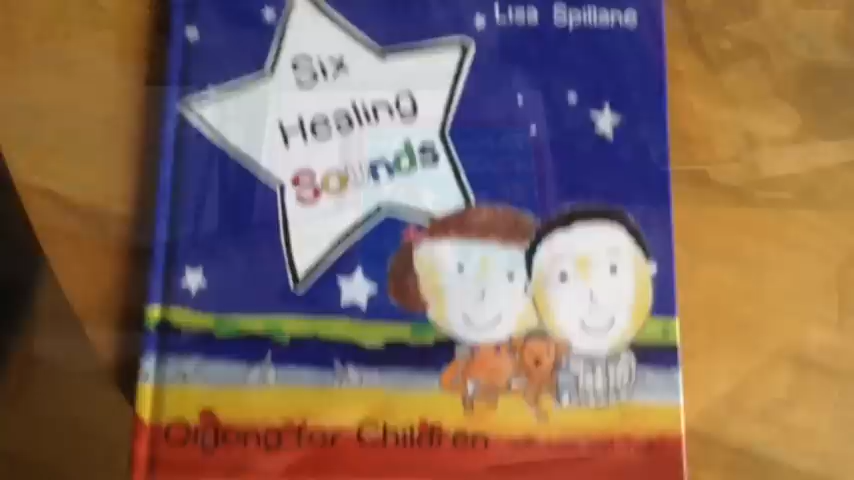 Lisa Spillane
Six
Healing
Sounds
Qigong for Children